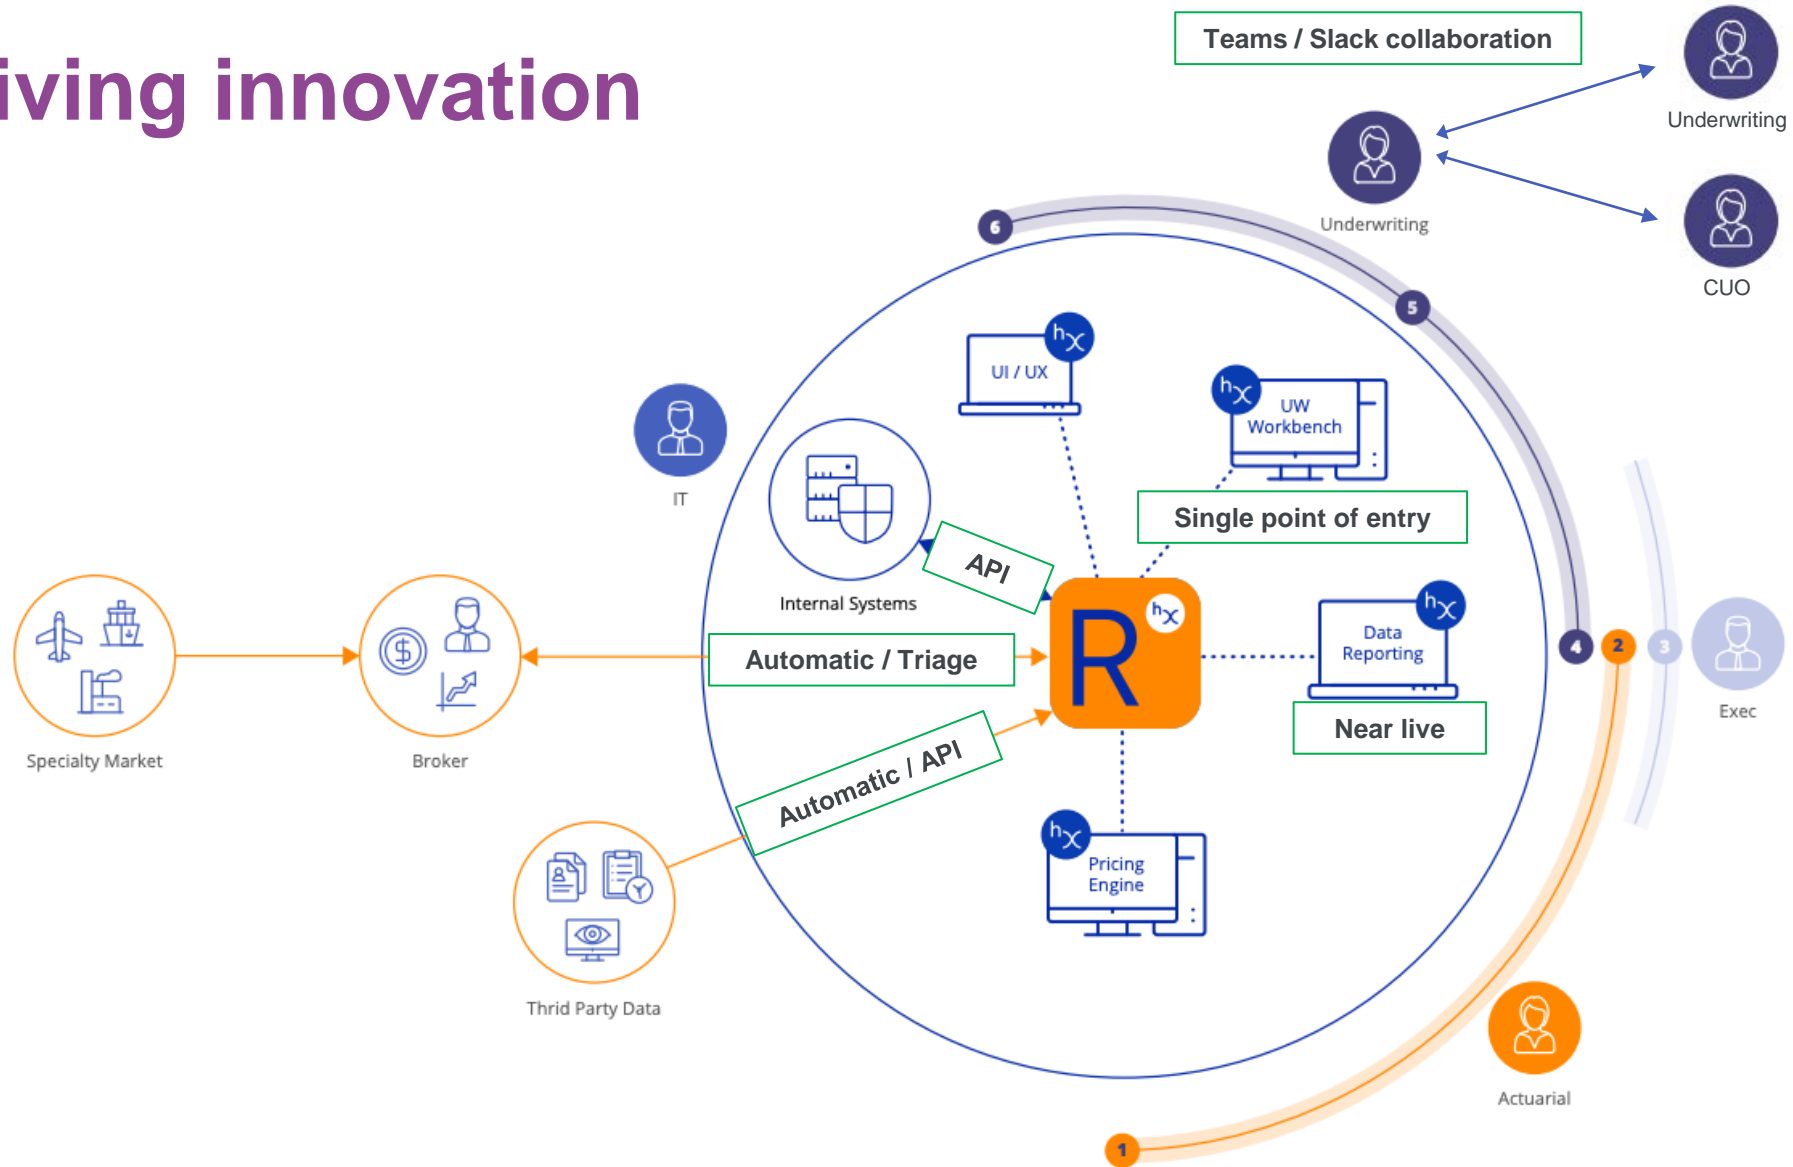 iving innovation
Teams / Slack collaboration
Underwriting
Underwriting
CUO
6
5
hx
UI / UX
hx
UW
Workbench
IT
Single point of entry
API
Internal Systems
R
hx
hx
Data
Reporting
4
2
3
Automatic / Triage
Near live
Exec
Specialty Market
Broker
Automatic / API
hx
Pricing
Engine
$
Thrid Party Data
Actuarial
1